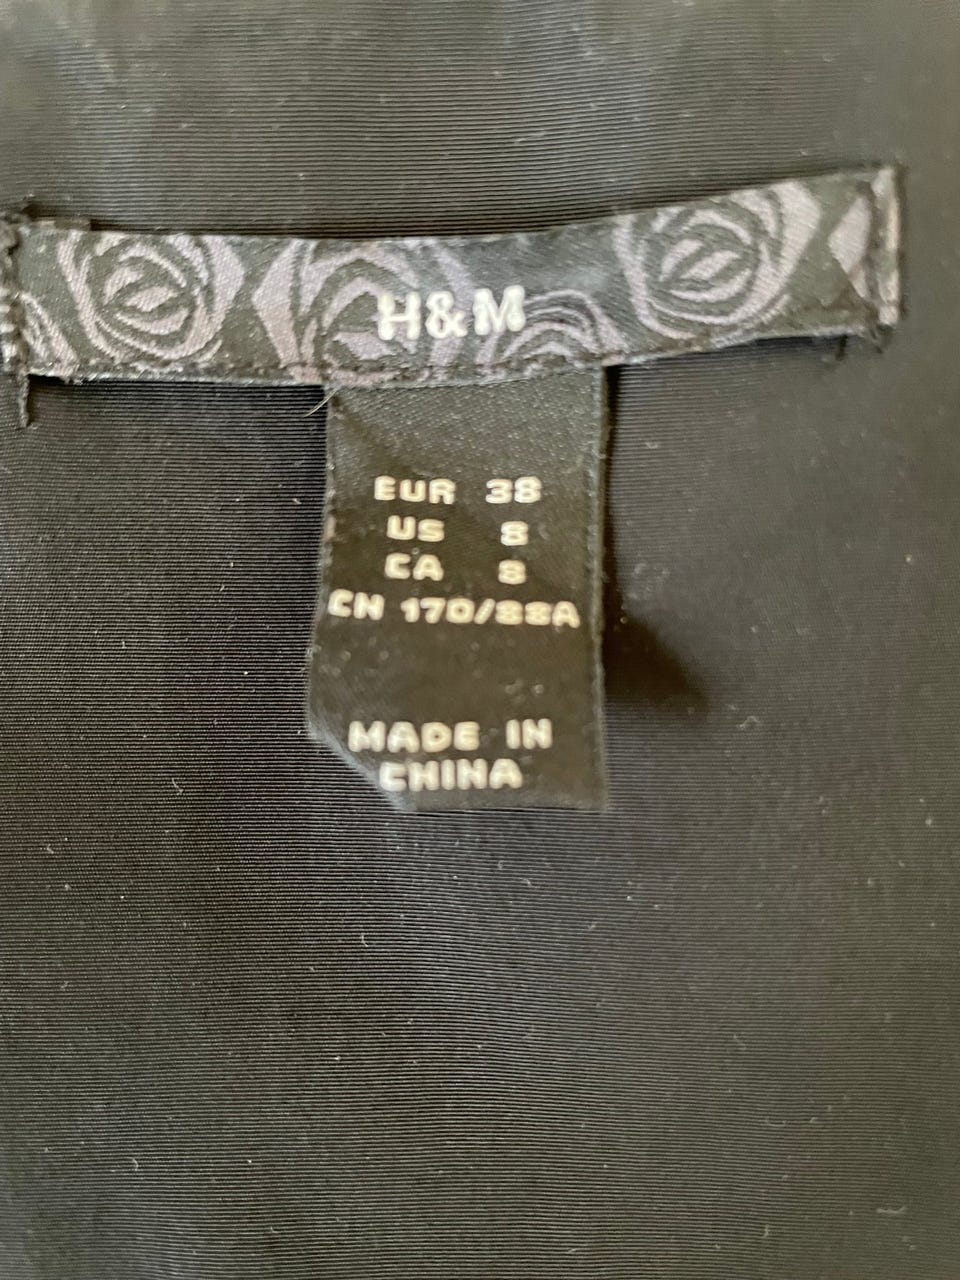 H&M
EUR 38
US 8
CA 8
CN 170/88A
MADE IN
CHINA